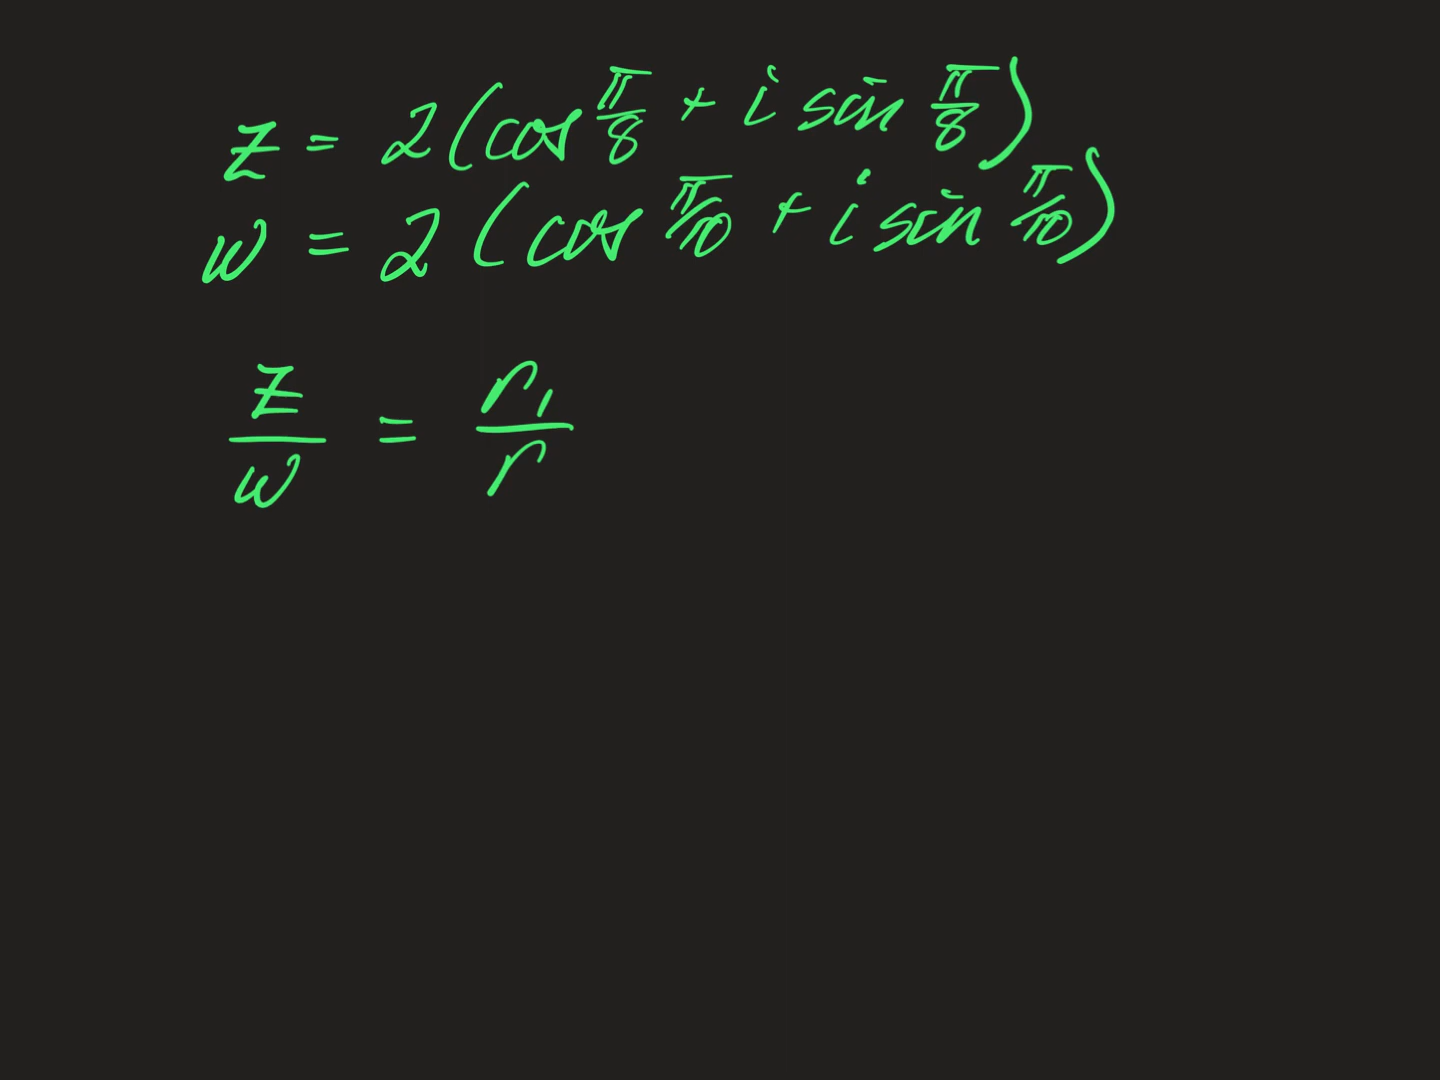 z = 2(cos π/8 + i sin π/8)
w = 2(cos π/10 + i sin π/10)
z/w = r₁/r